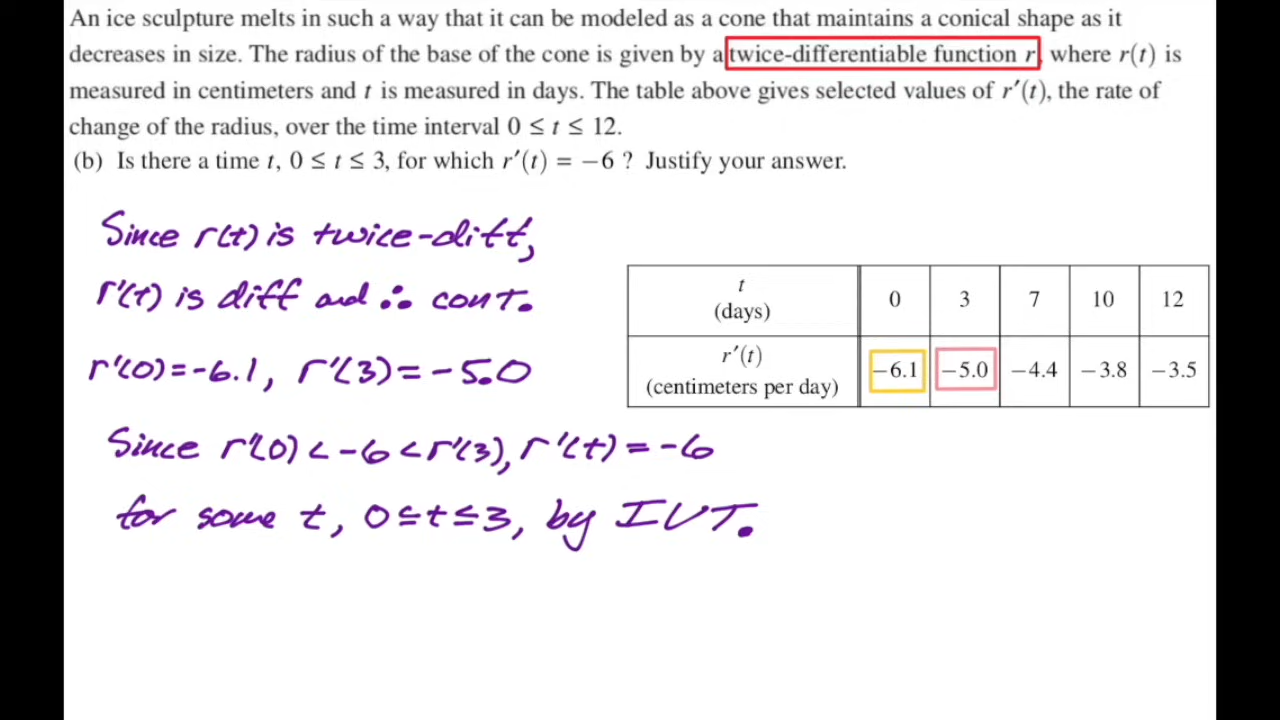 An ice sculpture melts in such a way that it can be modeled as a cone that maintains a conical shape as it
decreases in size. The radius of the base of the cone is given by a twice-differentiable function r, where r(t) is
measured in centimeters and t is measured in days. The table above gives selected values of r′(t), the rate of
change of the radius, over the time interval 0 ≤ t ≤ 12.
(b) Is there a time t, 0 ≤ t ≤ 3, for which r′(t) = −6 ? Justify your answer.
Since r(t) is twice-diff,
r'(t) is diff and ∴ cont.
r'(0)=-6.1, r'(3)=-5.0
Since r'(0) < -6 < r'(3), r'(t) = -6
for some t, 0≤t≤3, by IVT.
t
(days)
0 3 7 10 12
r′(t)
(centimeters per day)
−6.1 −5.0 −4.4 −3.8 −3.5